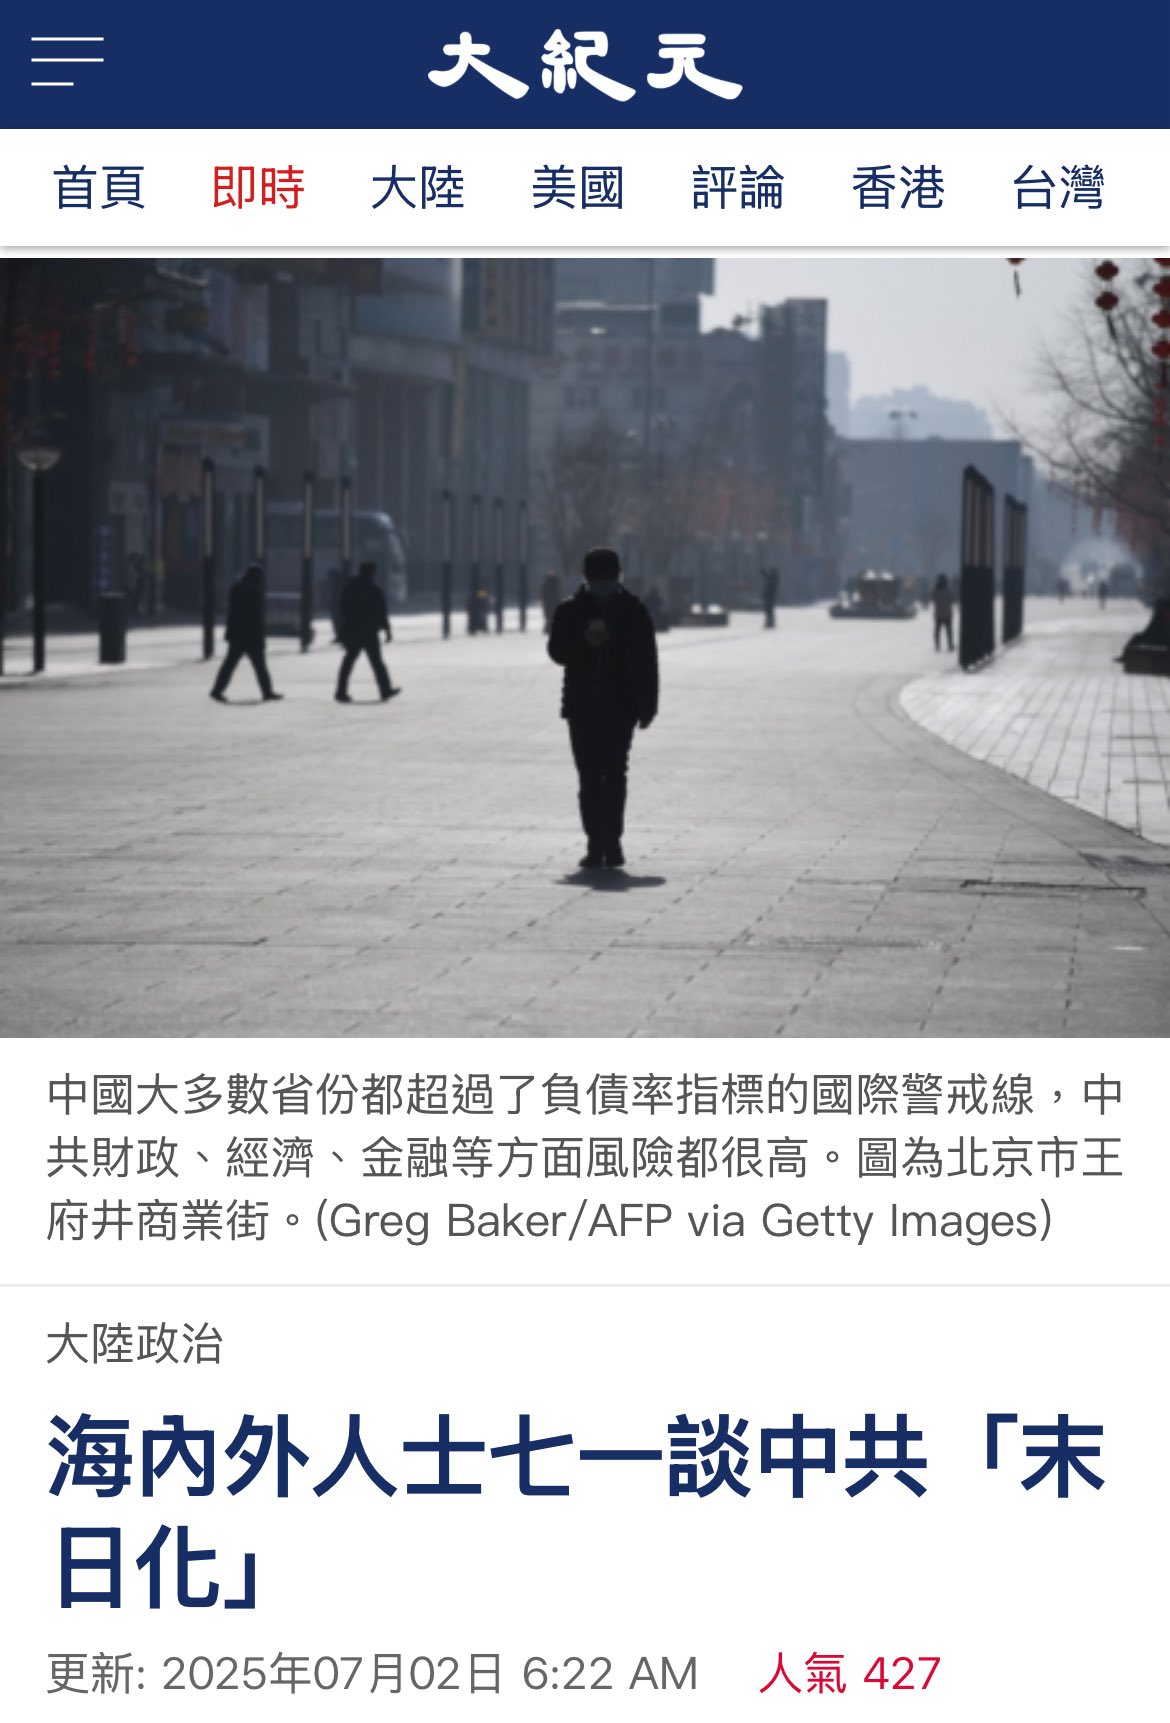 大紀元
首頁 即時 大陸 美國 評論 香港 台灣
中國大多數省份都超過了負債率指標的國際警戒線，中
共財政、經濟、金融等方面風險都很高。圖為北京市王
府井商業街。(Greg Baker/AFP via Getty Images)
大陸政治
海內外人士七一談中共「末
日化」
更新: 2025年07月02日 6:22 AM 人氣 427